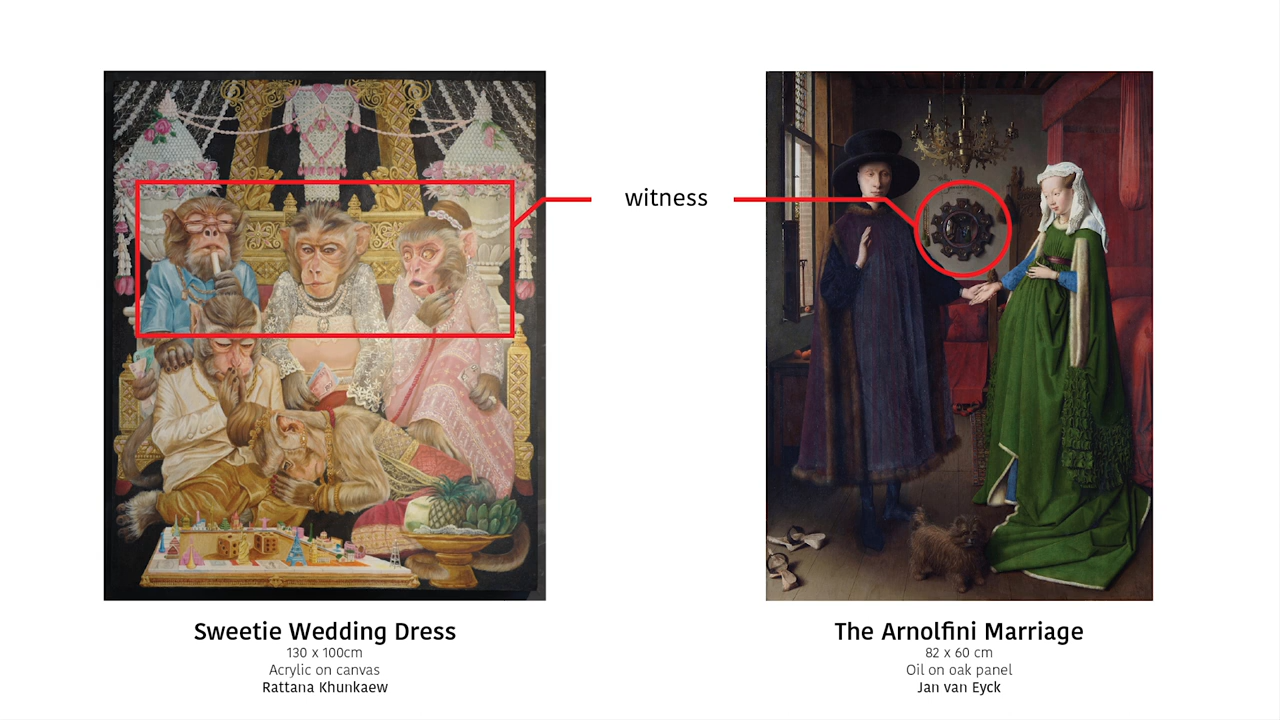 witness
Sweetie Wedding Dress
130 x 100cm
Acrylic on canvas
Rattana Khunkaew
The Arnolfini Marriage
82 x 60 cm
Oil on oak panel
Jan van Eyck